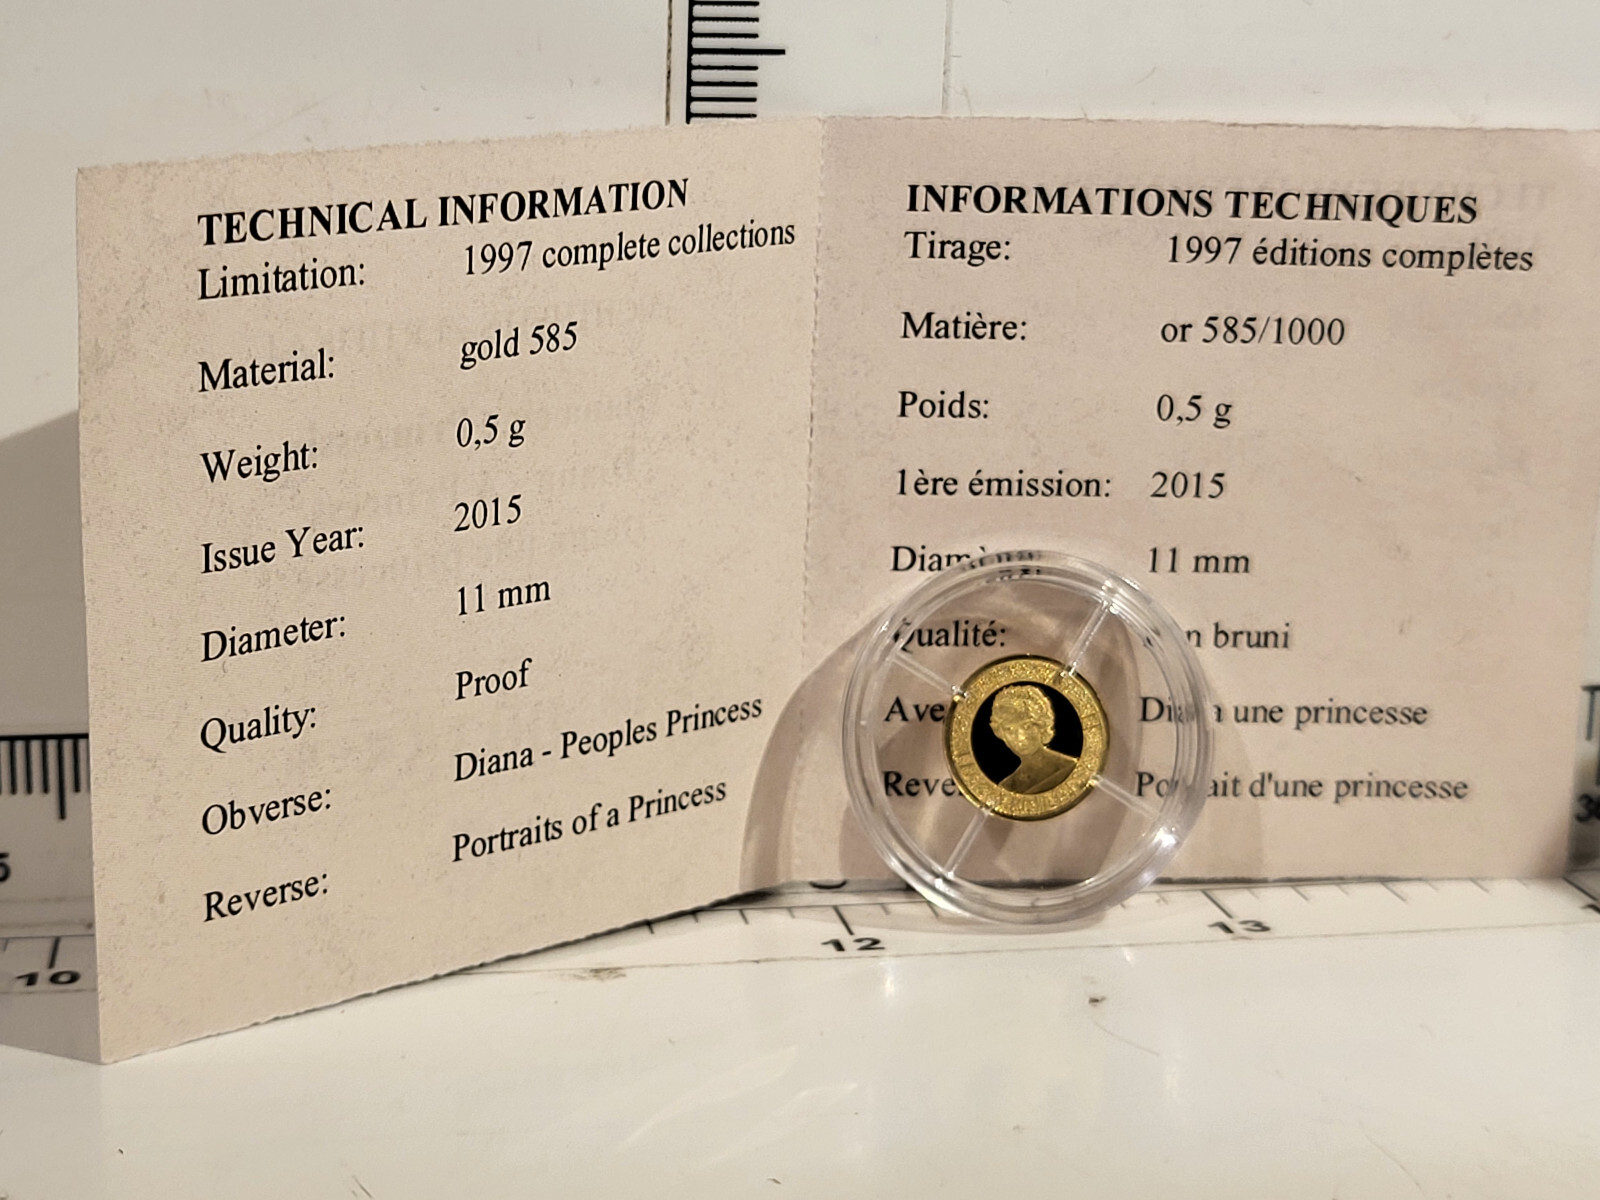 TECHNICAL INFORMATION
Limitation: 1997 complete collections
Material: gold 585
Weight: 0,5 g
Issue Year: 2015
Diameter: 11 mm
Quality: Proof
Obverse: Diana - Peoples Princess
Reverse: Portraits of a Princess
INFORMATIONS TECHNIQUES
Tirage: 1997 éditions complètes
Matière: or 585/1000
Poids: 0,5 g
1ère émission: 2015
11 mm
Qualité: bruni
une princesse
d'une princesse
10
12
13